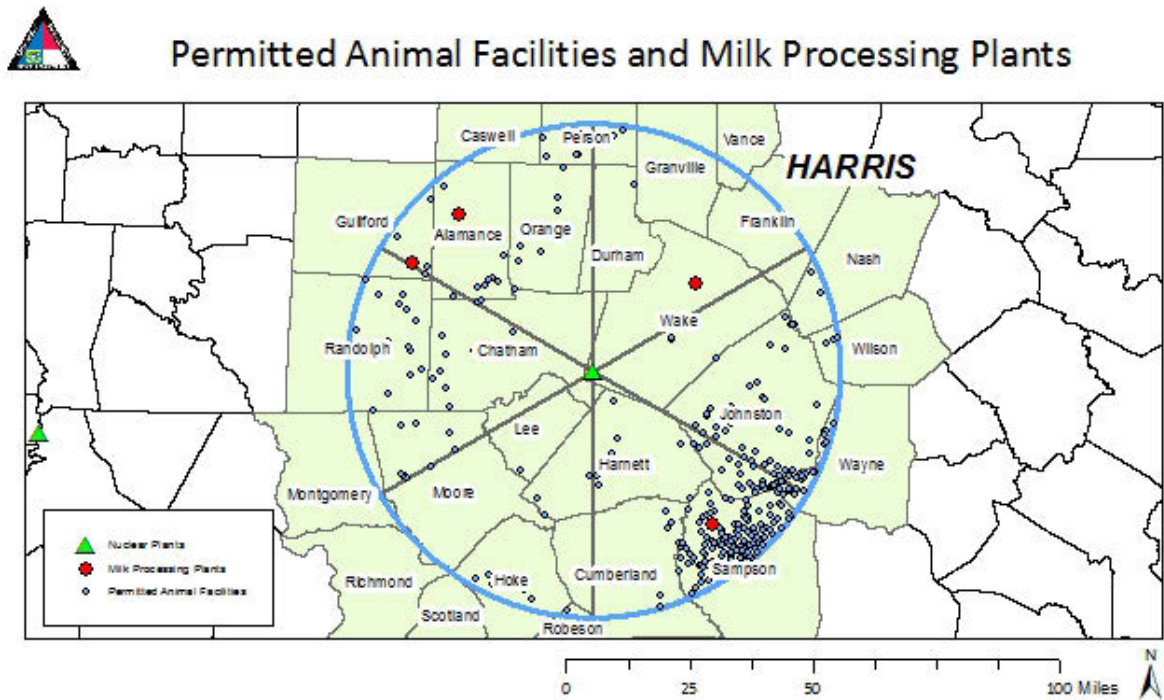 Permitted Animal Facilities and Milk Processing Plants
Caswell
Person
Vance
Granville
HARRIS
Guilford
Alamance
Orange
Franklin
Durham
Nash
Wake
Randolph
Chatham
Wilson
Johnston
Lee
Harnett
Wayne
Montgomery
Moore
Nuclear Plants
Milk Processing Plants
Permitted Animal Facilities
Richmond
Hoke
Cumberland
Sampson
Scotland
Robeson
N
0 25 50 100 Miles